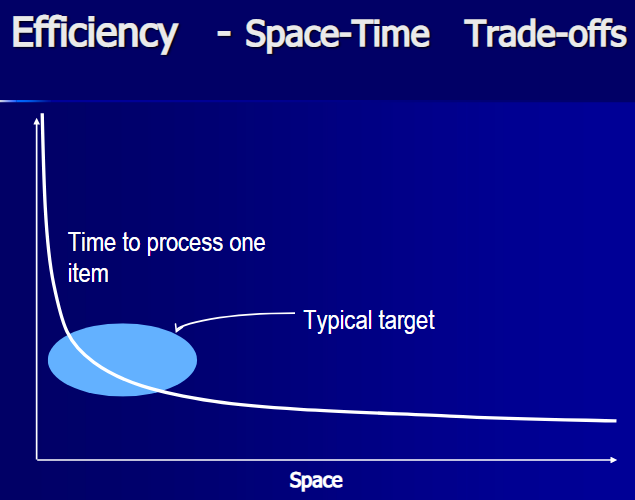 Efficiency - Space-Time Trade-offs
Time to process one
item
Typical target
Space